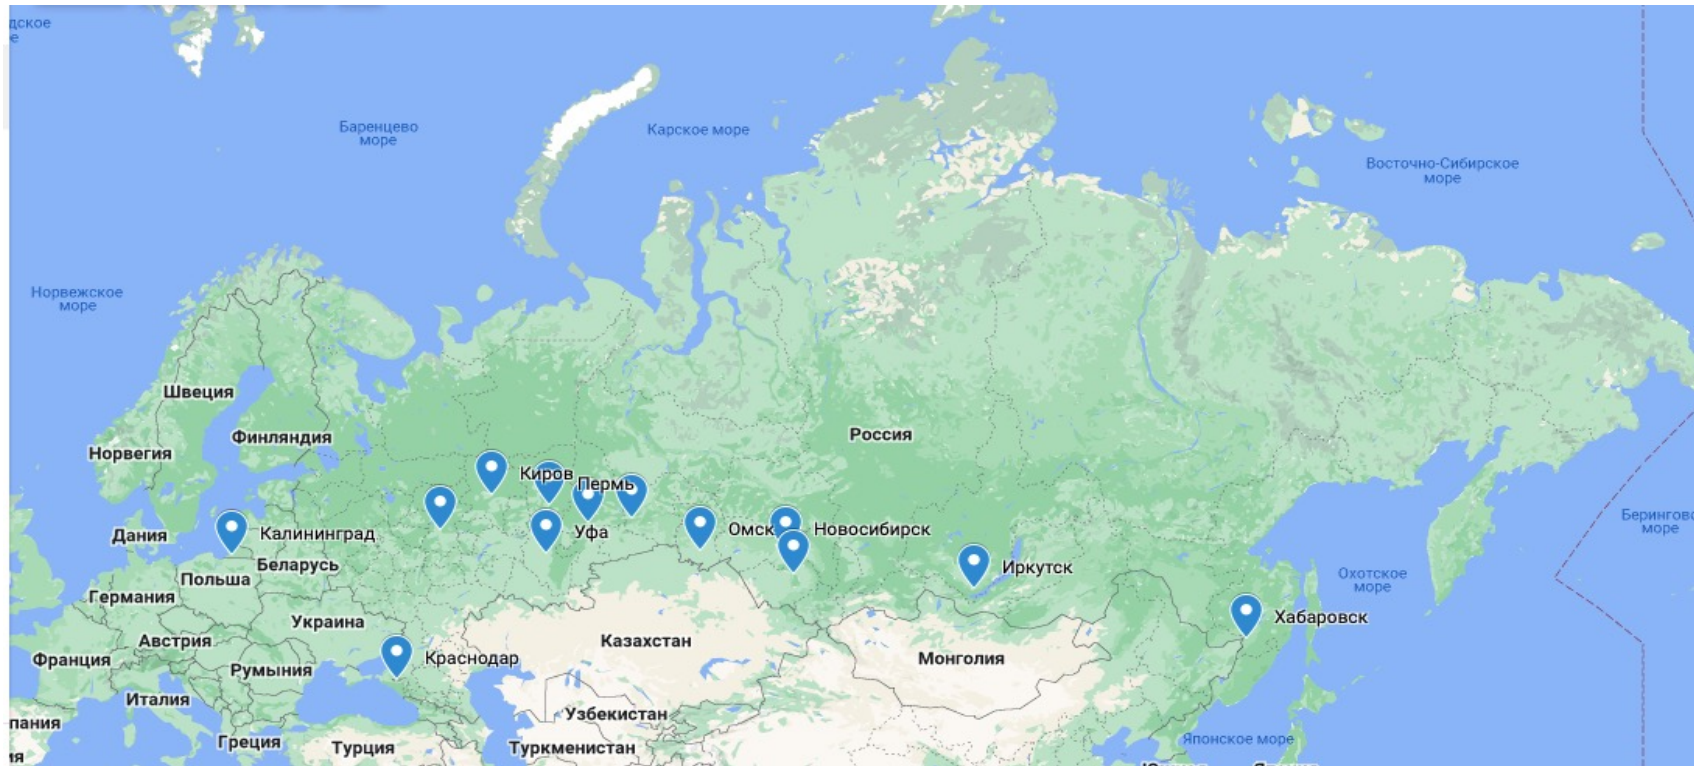 дское
е
Баренцево
море
Карское море
Восточно-Сибирское
море
Норвежское
море
Швеция
Финляндия
Норвегия
Россия
Киров
Пермь
Дания
Калининград
Уфа
Омск
Новосибирск
Берингово
море
Беларусь
Польша
Иркутск
Охотское
море
Германия
Украина
Хабаровск
Австрия
Казахстан
Франция
Краснодар
Монголия
Румыния
Италия
Узбекистан
пания
Греция
Турция
Туркменистан
Японское море
ия